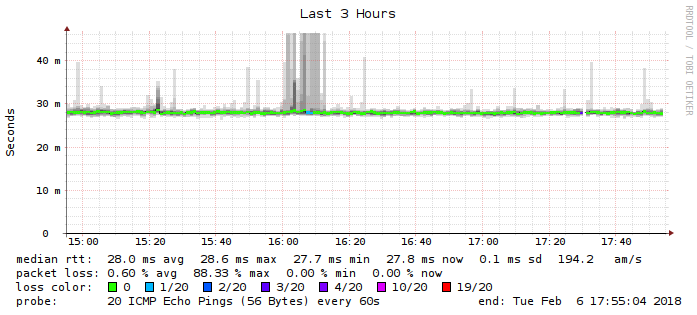 Last 3 Hours
RRDTOOL / TOBI OETIKER
Seconds
40 m
30 m
20 m
10 m
0
15:00 15:20 15:40 16:00 16:20 16:40 17:00 17:20 17:40
median rtt: 28.0 ms avg 28.6 ms max 27.7 ms min 27.8 ms now 0.1 ms sd 194.2 am/s
packet loss: 0.60 % avg 88.33 % max 0.00 % min 0.00 % now
loss color: 0 1/20 2/20 3/20 4/20 10/20 19/20
probe: 20 ICMP Echo Pings (56 Bytes) every 60s end: Tue Feb 6 17:55:04 2018